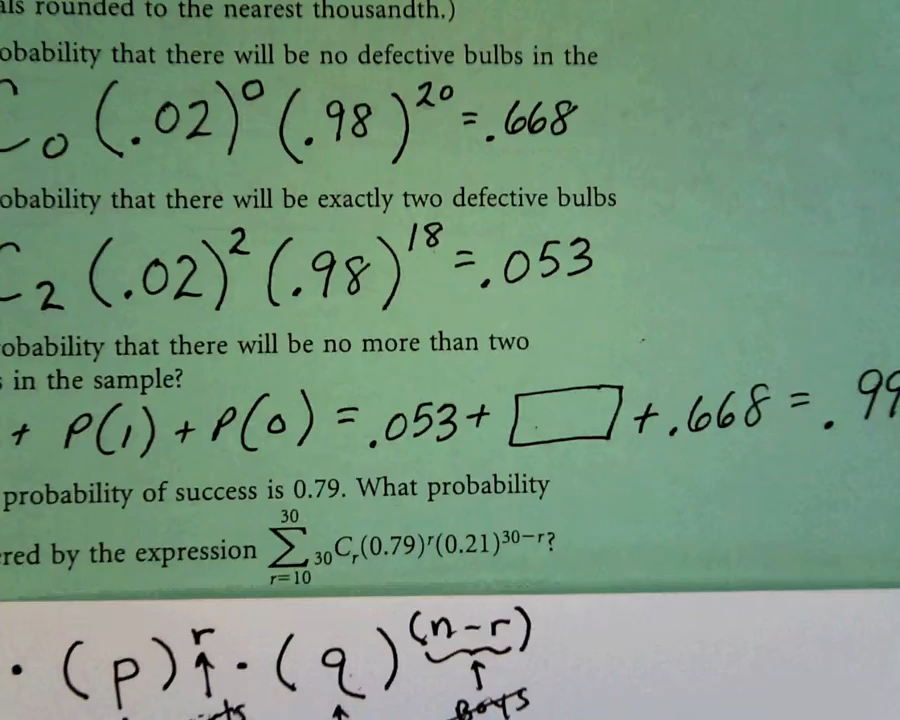 als rounded to the nearest thousandth.)
obability that there will be no defective bulbs in the
C₀ (.02)⁰ (.98)²⁰ = .668
obability that there will be exactly two defective bulbs
C₂ (.02)² (.98)¹⁸ = .053
obability that there will be no more than two
s in the sample?
+ P(1) + P(0) = .053 + + .668 = .99
probability of success is 0.79. What probability
red by the expression ∑ ₃₀Cᵣ(0.79)ʳ(0.21)³⁰⁻ʳ?
30
r=10
· (p)ʳ · (q)⁽ⁿ⁻ʳ⁾
Boys